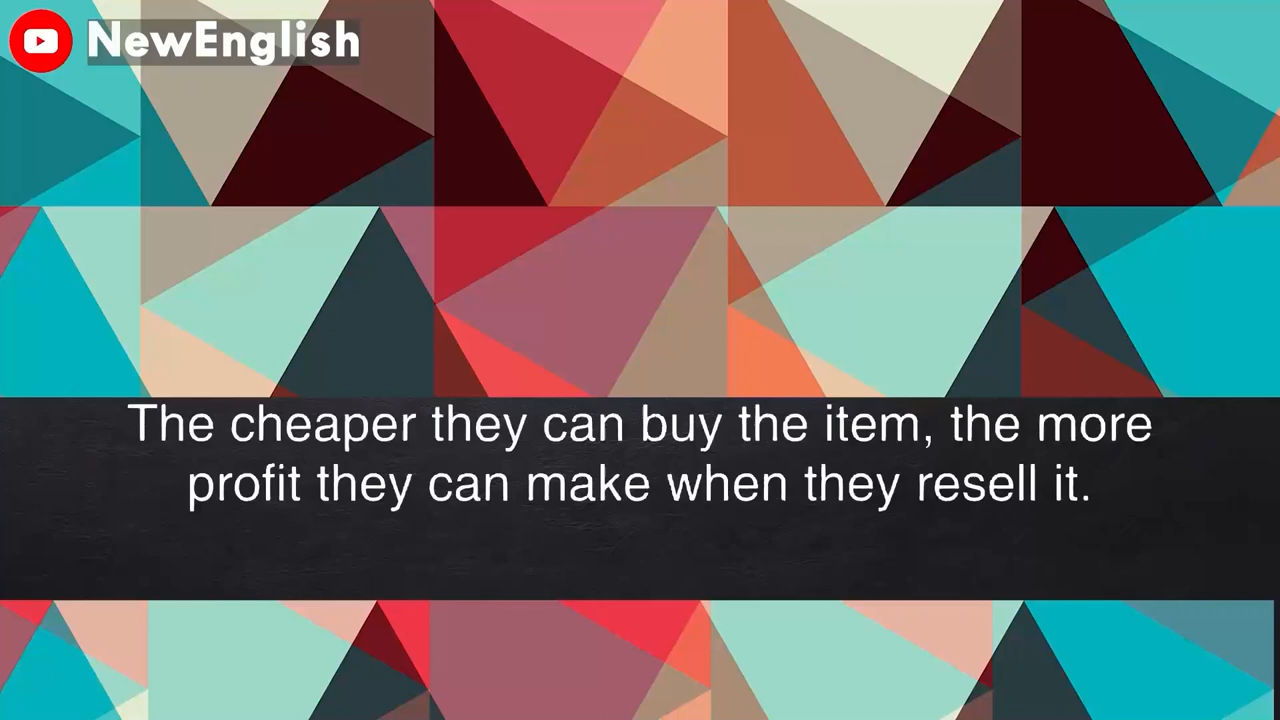 NewEnglish
The cheaper they can buy the item, the more
profit they can make when they resell it.